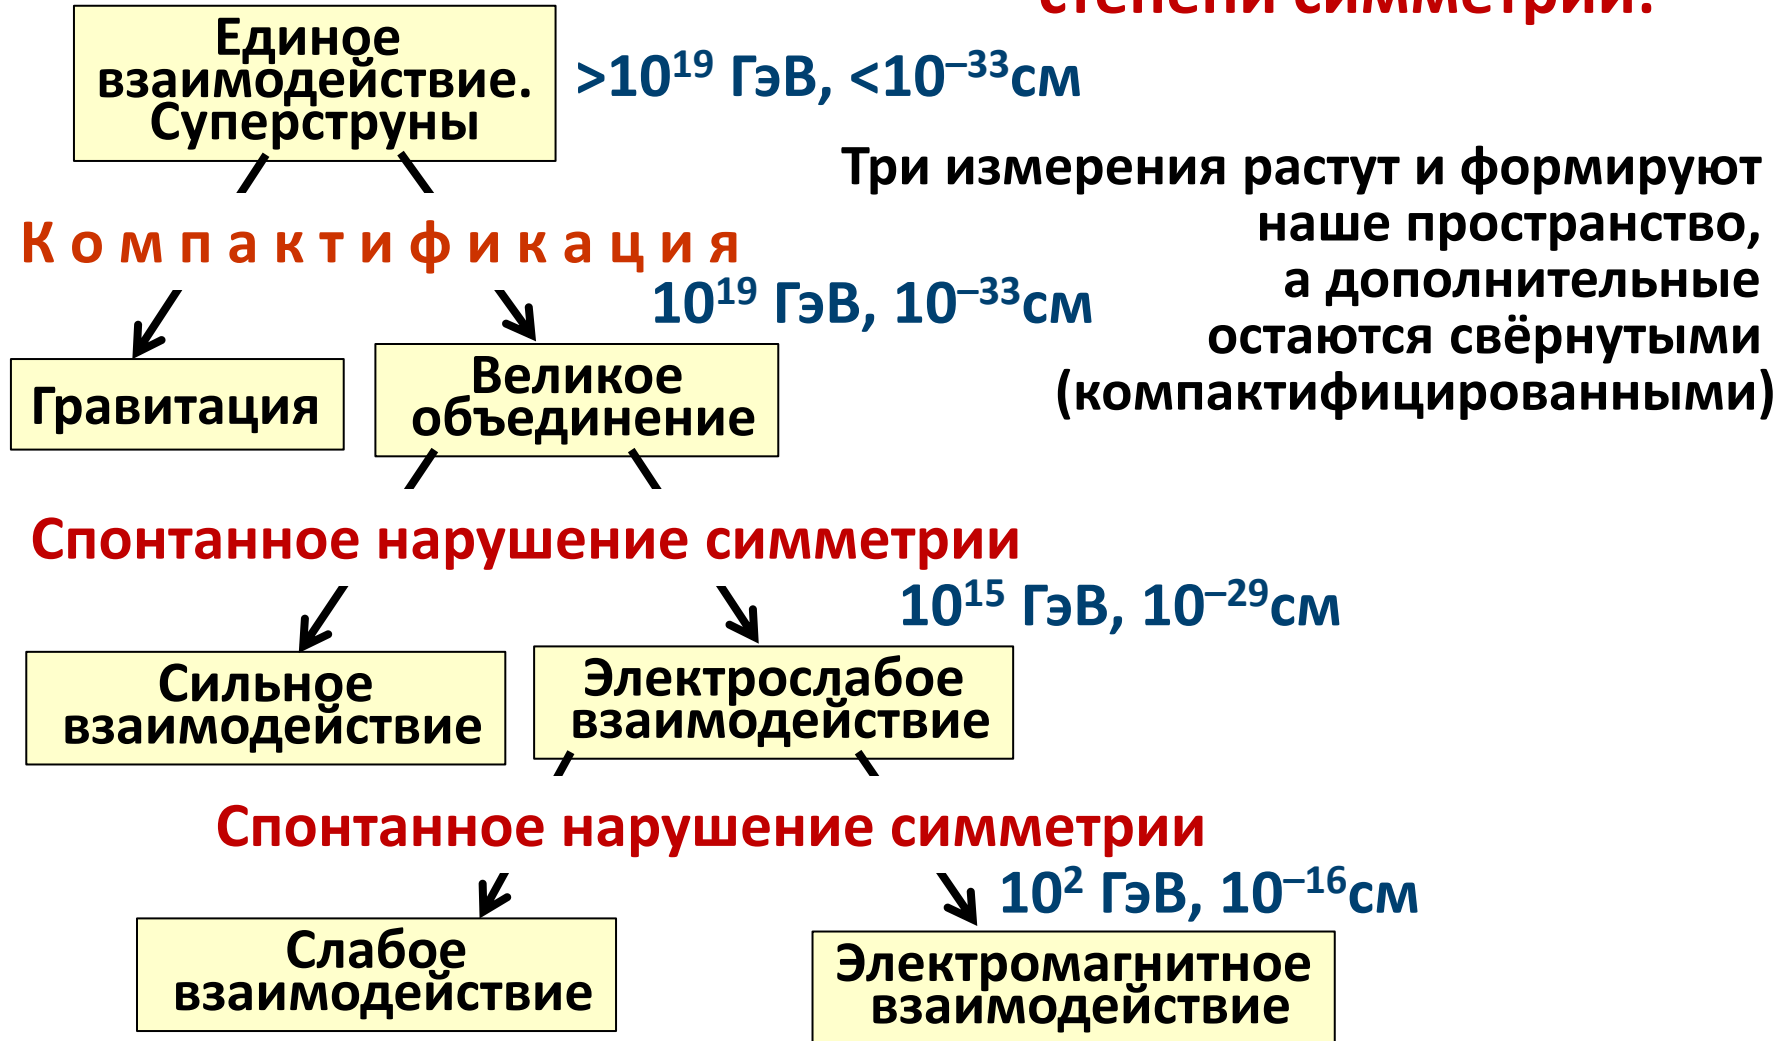 степени симметрии.
Единое
взаимодействие.
Суперструны
>10¹⁹ ГэВ, <10⁻³³см
Три измерения растут и формируют
наше пространство,
а дополнительные
остаются свёрнутыми
(компактифицированными)
К о м п а к т и ф и к а ц и я
10¹⁹ ГэВ, 10⁻³³см
Гравитация
Великое
объединение
Спонтанное нарушение симметрии
10¹⁵ ГэВ, 10⁻²⁹см
Сильное
взаимодействие
Электрослабое
взаимодействие
Спонтанное нарушение симметрии
10² ГэВ, 10⁻¹⁶см
Слабое
взаимодействие
Электромагнитное
взаимодействие